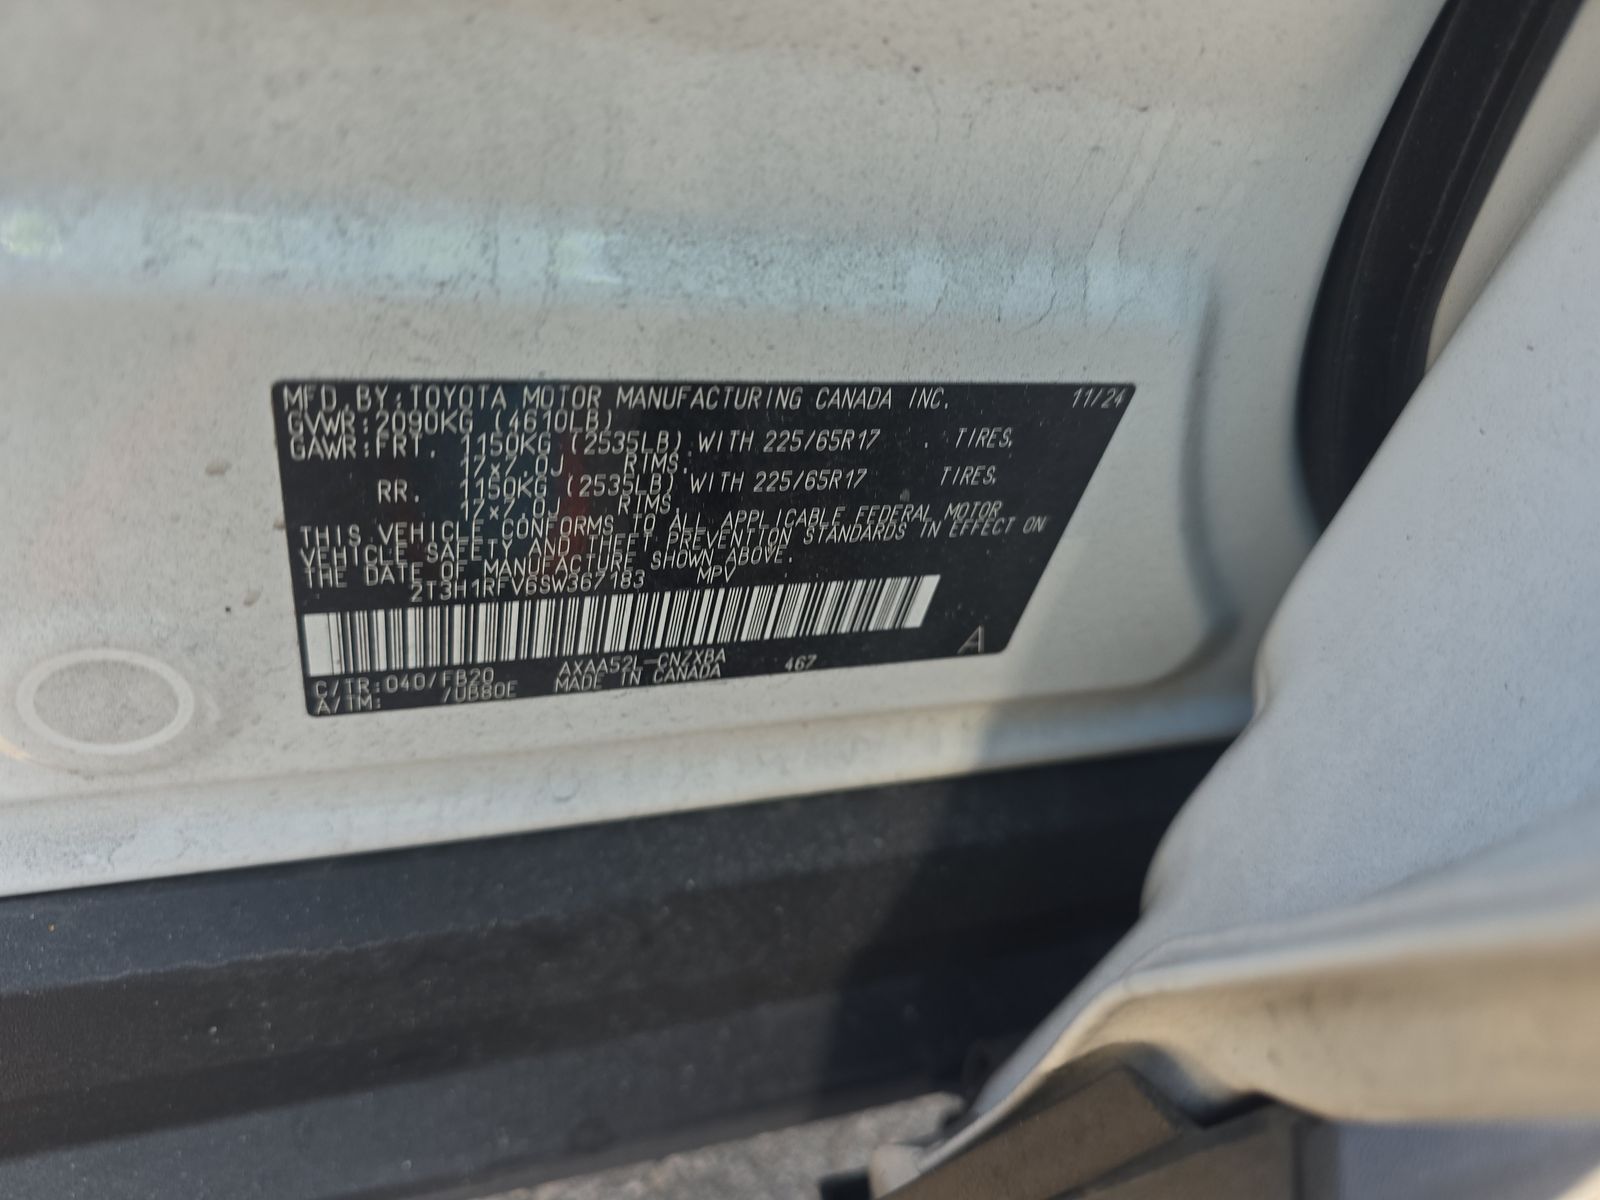 MFD.BY:TOYOTA MOTOR MANUFACTURING CANADA INC. 11/24
GVWR:2090KG (4610LB)
GAWR:FRT. 1150KG (2535LB) WITH 225/65R17 . TIRES,
17x7.0J RIMS.
RR. 1150KG (2535LB) WITH 225/65R17 TIRES,
17x7.0J RIMS.
THIS VEHICLE CONFORMS TO ALL APPLICABLE FEDERAL MOTOR
VEHICLE SAFETY AND THEFT PREVENTION STANDARDS IN EFFECT ON
THE DATE OF MANUFACTURE SHOWN ABOVE.
2T3H1RFV6SW367183 MPV
C/TR:040/FB20 AXAA52L-CNZXBA 467 A
A/TM: /UB80E MADE IN CANADA